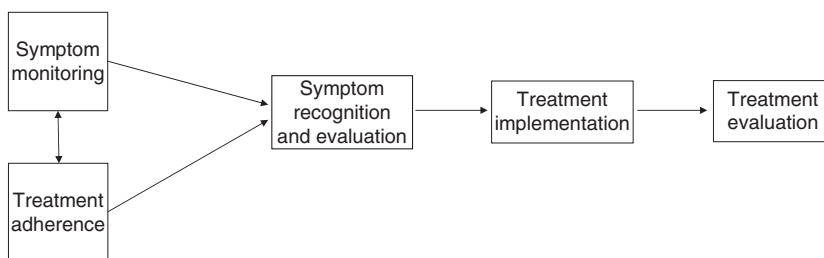 Symptom
monitoring
Treatment
adherence
Symptom
recognition
and evaluation
Treatment
implementation
Treatment
evaluation